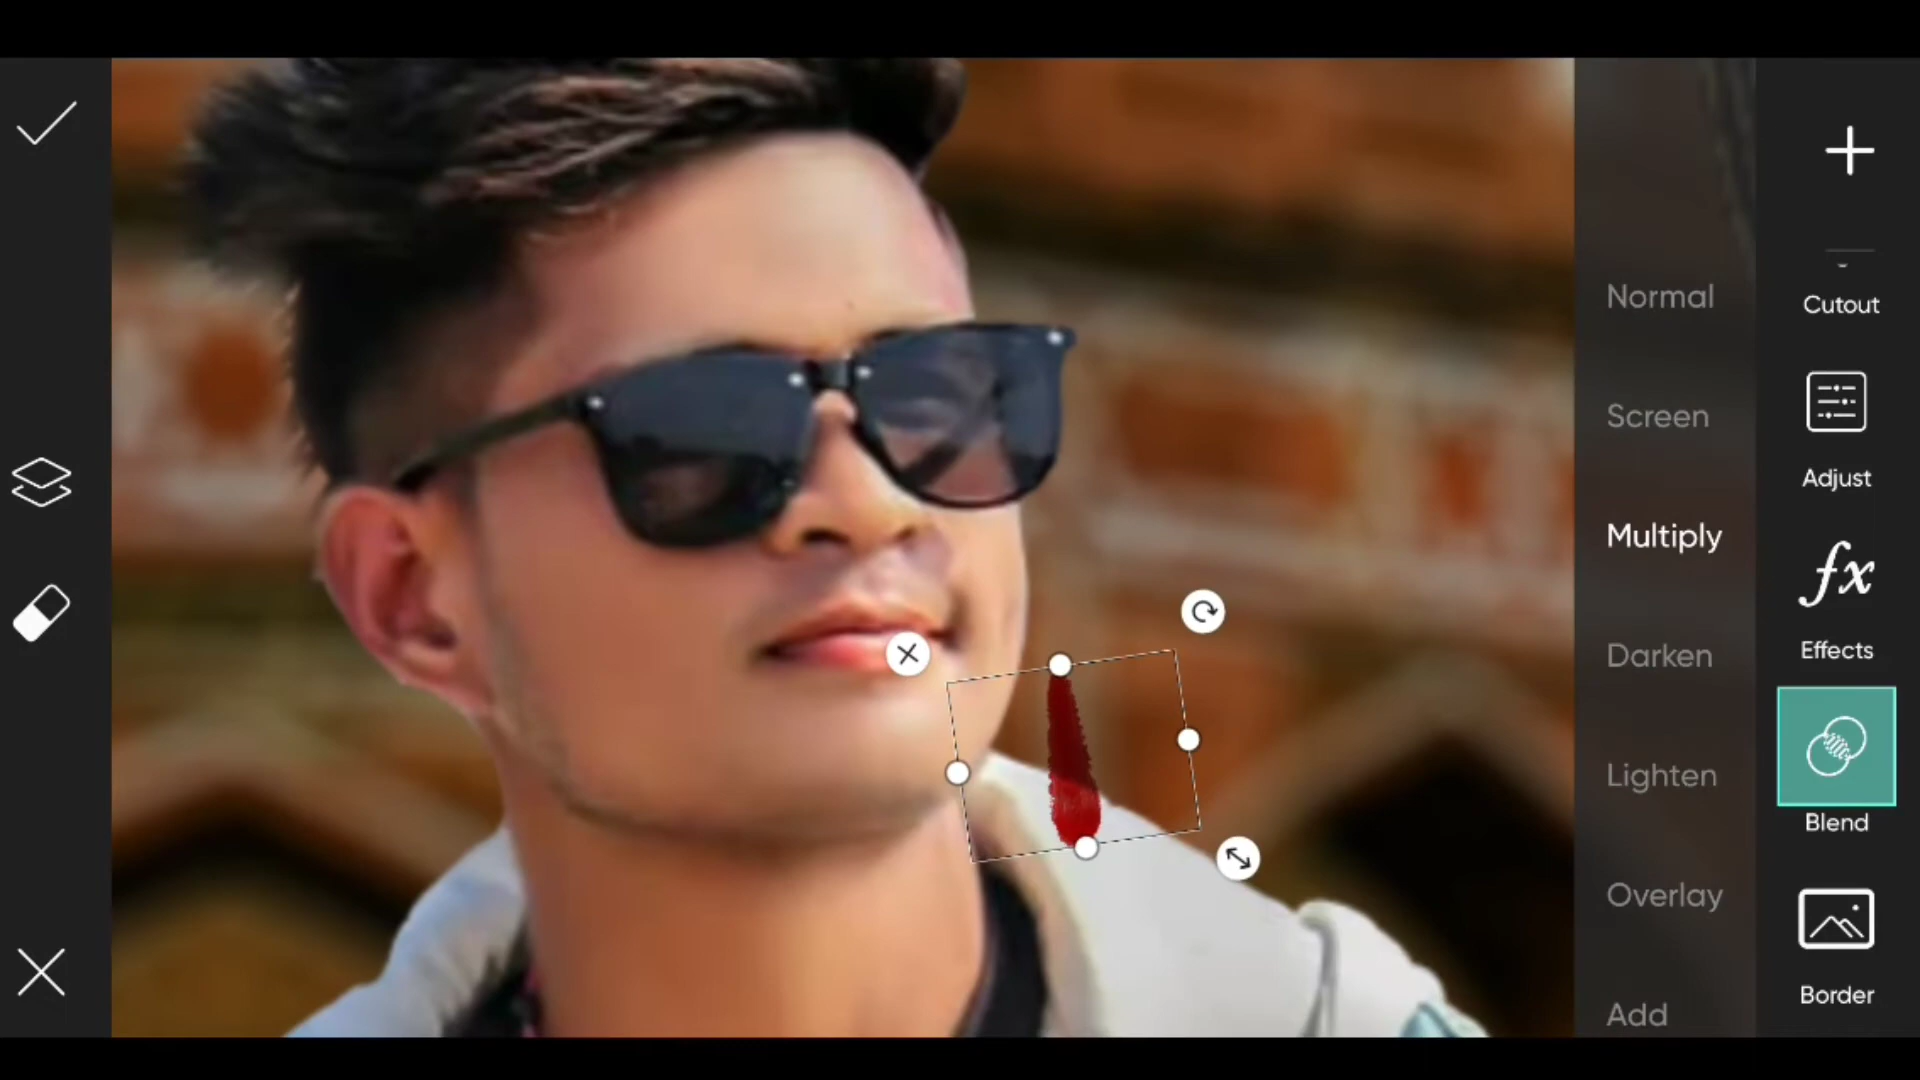 Normal
Screen
Multiply
Darken
Lighten
Overlay
Add
Cutout
Adjust
fx
Effects
Blend
Border